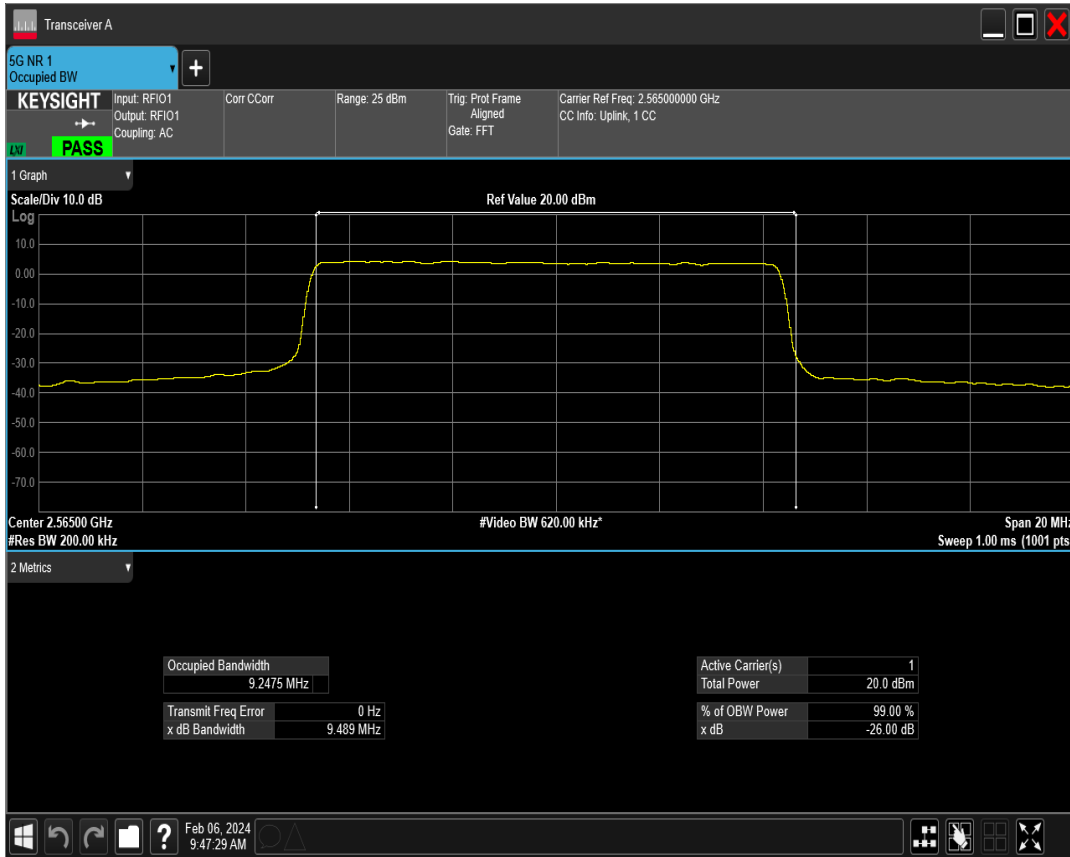 Transceiver A
5G NR 1
Occupied BW
+
KEYSIGHT
LXI PASS
Input: RFIO1
Output: RFIO1
Coupling: AC
Corr CCorr
Range: 25 dBm
Trig: Prot Frame
Aligned
Gate: FFT
Carrier Ref Freq: 2.565000000 GHz
CC Info: Uplink, 1 CC
1 Graph
Scale/Div 10.0 dB Ref Value 20.00 dBm
Log
10.0
0.00
-10.0
-20.0
-30.0
-40.0
-50.0
-60.0
-70.0
Center 2.56500 GHz #Video BW 620.00 kHz* Span 20 MHz
#Res BW 200.00 kHz Sweep 1.00 ms (1001 pts
2 Metrics
Occupied Bandwidth
9.2475 MHz
Transmit Freq Error 0 Hz
x dB Bandwidth 9.489 MHz
Active Carrier(s) 1
Total Power 20.0 dBm
% of OBW Power 99.00 %
x dB -26.00 dB
?
Feb 06, 2024
9:47:29 AM